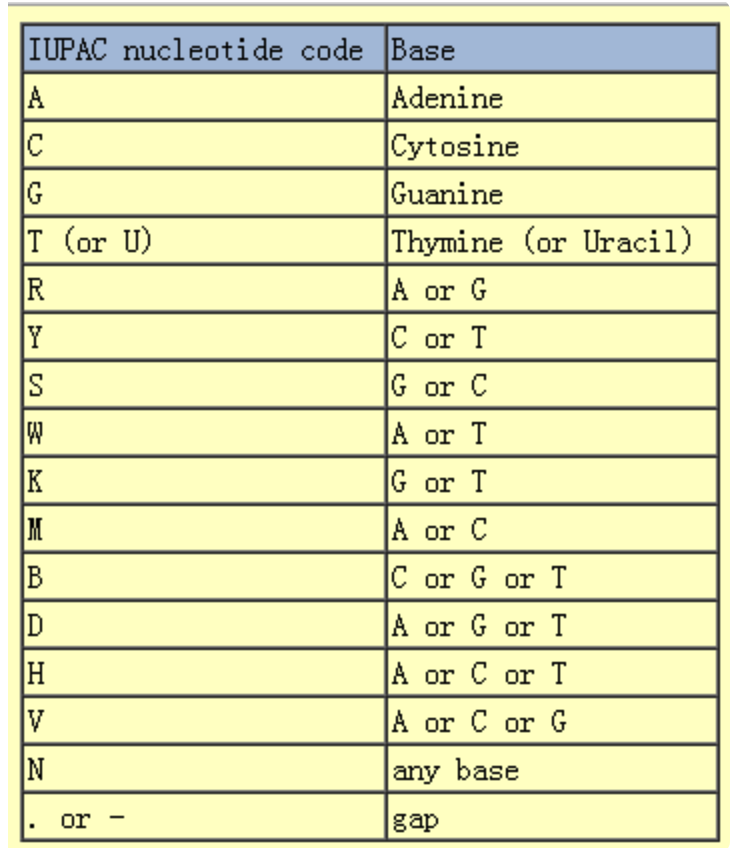 IUPAC nucleotide code Base
A Adenine
C Cytosine
G Guanine
T (or U) Thymine (or Uracil)
R A or G
Y C or T
S G or C
W A or T
K G or T
M A or C
B C or G or T
D A or G or T
H A or C or T
V A or C or G
N any base
. or - gap